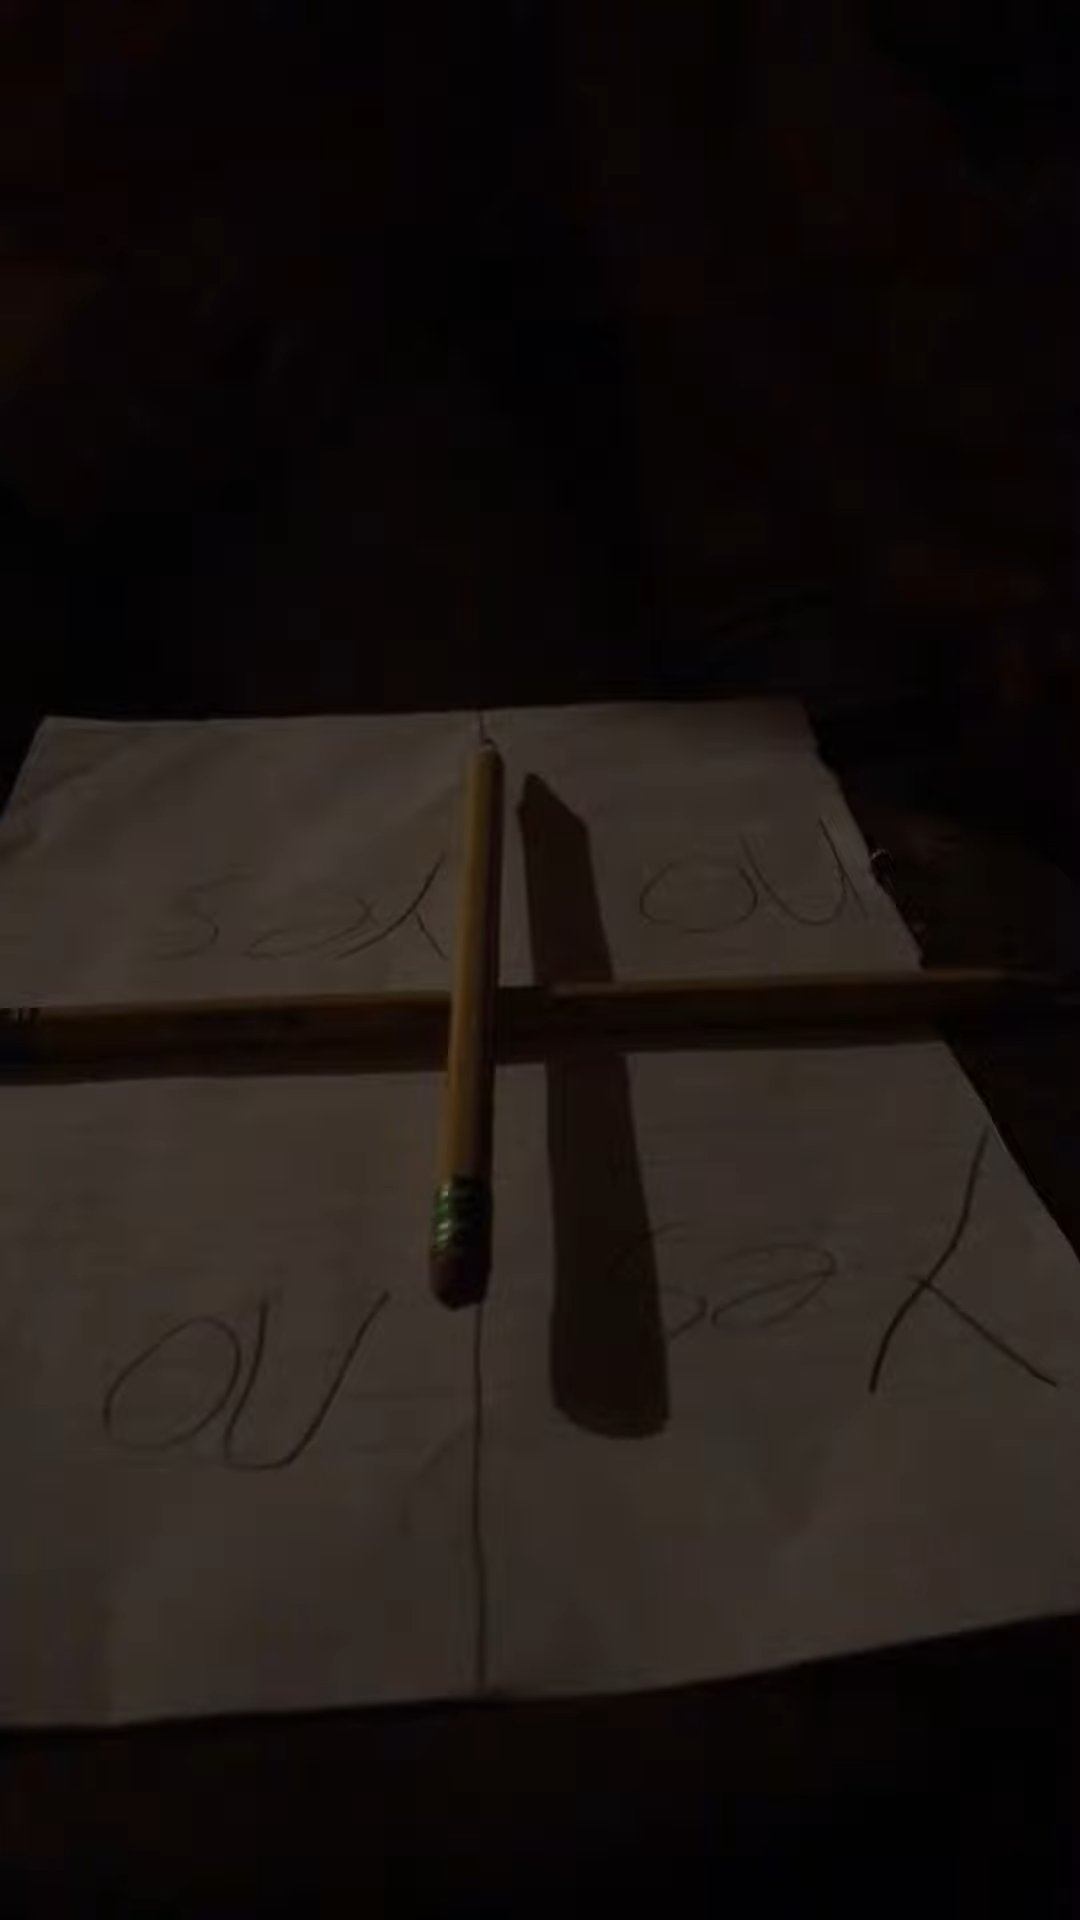 no yes
yes no